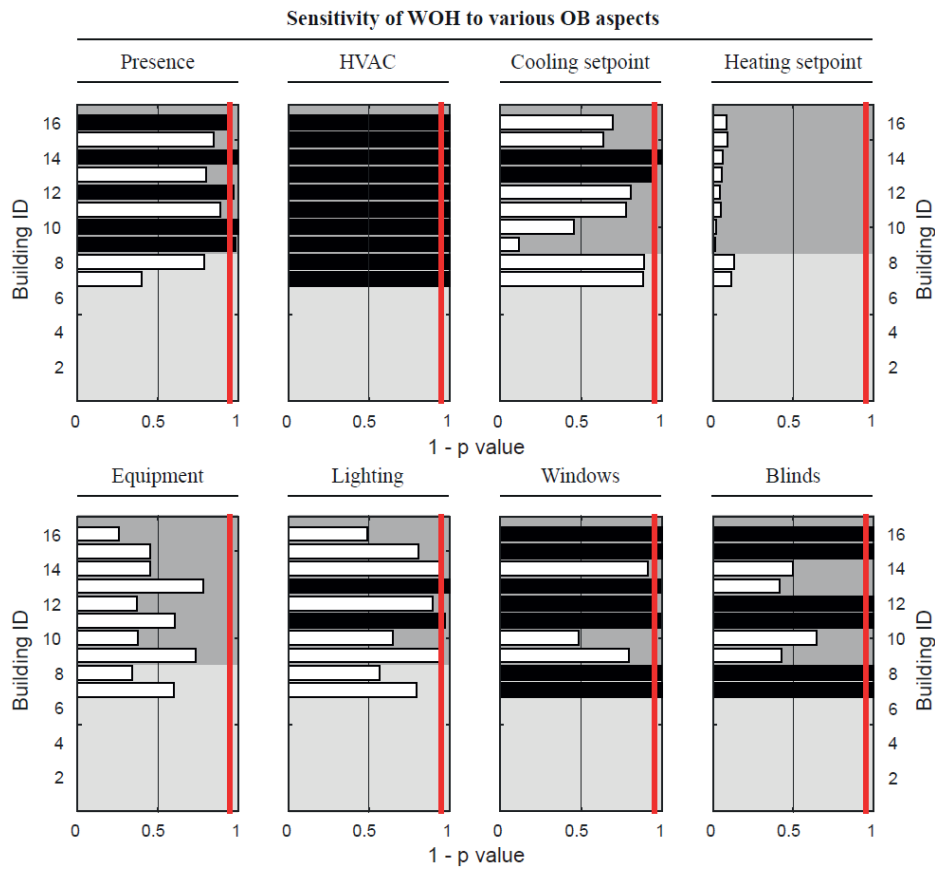 Sensitivity of WOH to various OB aspects
Presence HVAC Cooling setpoint Heating setpoint
16 16
14 14
12 12
10 10
8 8
6 6
4 4
2 2
Building ID Building ID
0 0.5 1 0 0.5 1 0 0.5 1 0 0.5 1
1 - p value
Equipment Lighting Windows Blinds
16 16
14 14
12 12
10 10
8 8
6 6
4 4
2 2
Building ID Building ID
0 0.5 1 0 0.5 1 0 0.5 1 0 0.5 1
1 - p value